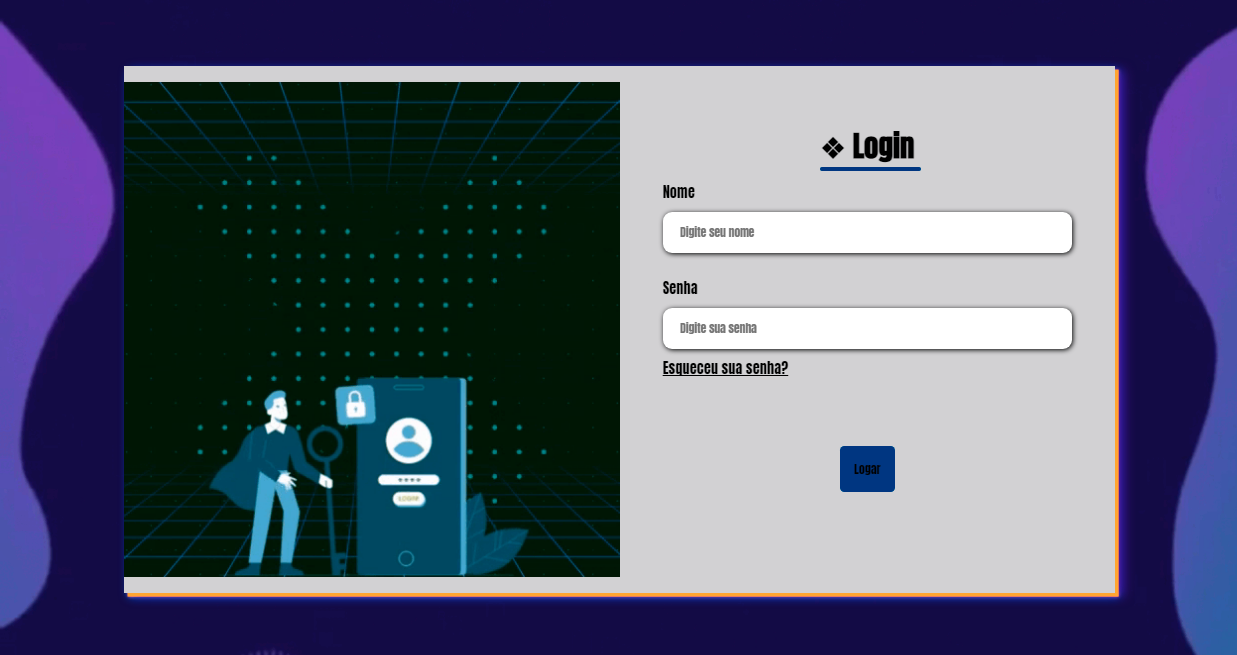 ❖ Login
Nome
Digite seu nome
Senha
Digite sua senha
Esqueceu sua senha?
Logar